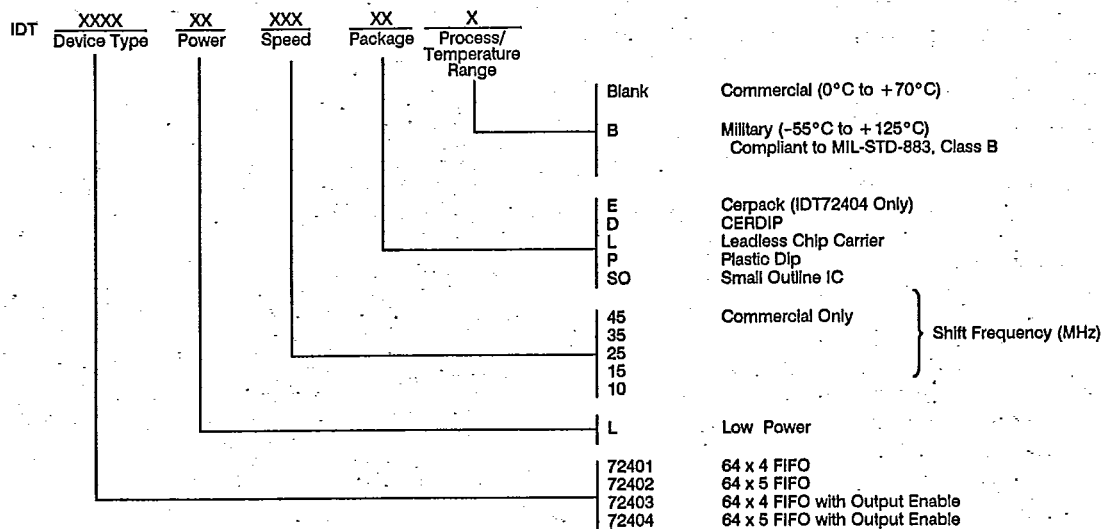 IDT XXXX XX XXX XX X
Device Type Power Speed Package Process/
Temperature
Range
Blank Commercial (0°C to +70°C)
B Military (-55°C to +125°C)
Compliant to MIL-STD-883, Class B
E Cerpack (IDT72404 Only)
D CERDIP
L Leadless Chip Carrier
P Plastic Dip
SO Small Outline IC
45 Commercial Only
35 Shift Frequency (MHz)
25
15
10
L Low Power
72401 64 x 4 FIFO
72402 64 x 5 FIFO
72403 64 x 4 FIFO with Output Enable
72404 64 x 5 FIFO with Output Enable